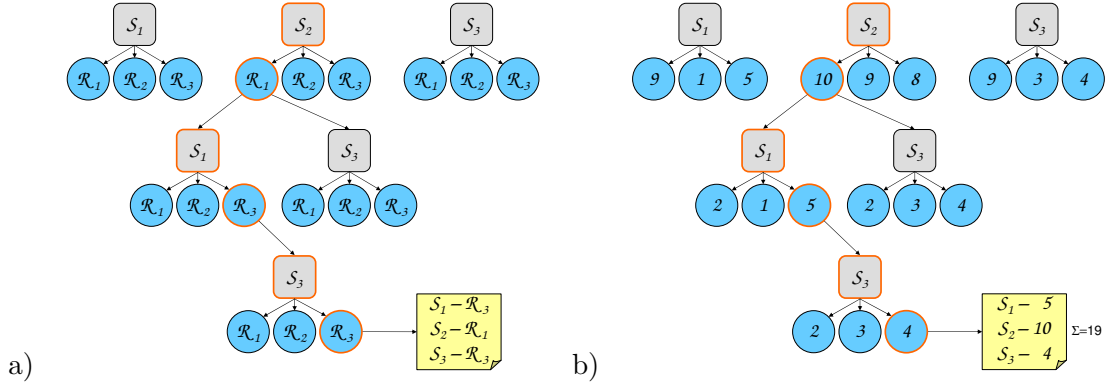 S₁ S₂ S₃
R₁ R₂ R₃ R₁ R₂ R₃ R₁ R₂ R₃
S₁ S₃
R₁ R₂ R₃ R₁ R₂ R₃
S₃
R₁ R₂ R₃
S₁ – R₃
S₂ – R₁
S₃ – R₃
a)
S₁ S₂ S₃
9 1 5 10 9 8 9 3 4
S₁ S₃
2 1 5 2 3 4
S₃
2 3 4
S₁ – 5
S₂ – 10
S₃ – 4
Σ=19
b)